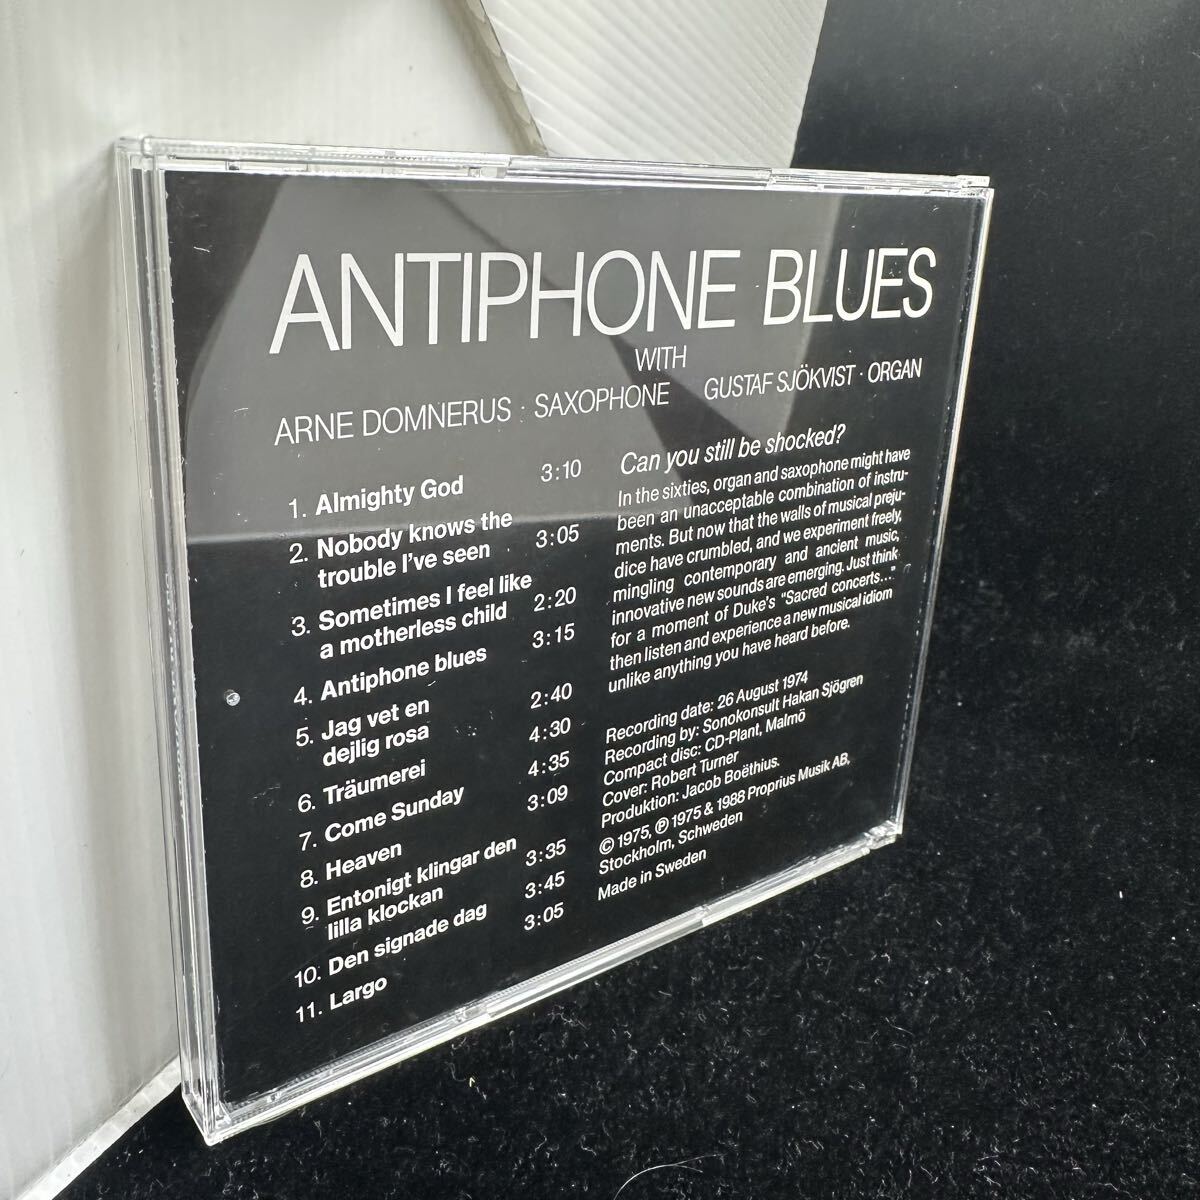 ANTIPHONE BLUES
WITH
ARNE DOMNERUS · SAXOPHONE GUSTAF SJÖKVIST · ORGAN
1. Almighty God 3:10
2. Nobody knows the
trouble I've seen 3:05
3. Sometimes I feel like
a motherless child 2:20
4. Antiphone blues 3:15
5. Jag vet en
dejlig rosa 2:40
6. Träumerei 4:30
7. Come Sunday 4:35
8. Heaven 3:09
9. Entonigt klingar den
lilla klockan 3:35
10. Den signade dag 3:45
11. Largo 3:05
Can you still be shocked?
In the sixties, organ and saxophone might have
been an unacceptable combination of instru-
ments. But now that the walls of musical preju-
dice have crumbled, and we experiment freely,
mingling contemporary and ancient music,
innovative new sounds are emerging. Just think
for a moment of Duke's "Sacred concerts..."
then listen and experience a new musical idiom
unlike anything you have heard before.
Recording date: 26 August 1974
Recording by: Sonokonsult Hakan Sjögren
Compact disc: CD-Plant, Malmö
Cover: Robert Turner
Produktion: Jacob Boëthius.
© 1975, ℗ 1975 & 1988 Proprius Musik AB,
Stockholm, Schweden
Made in Sweden